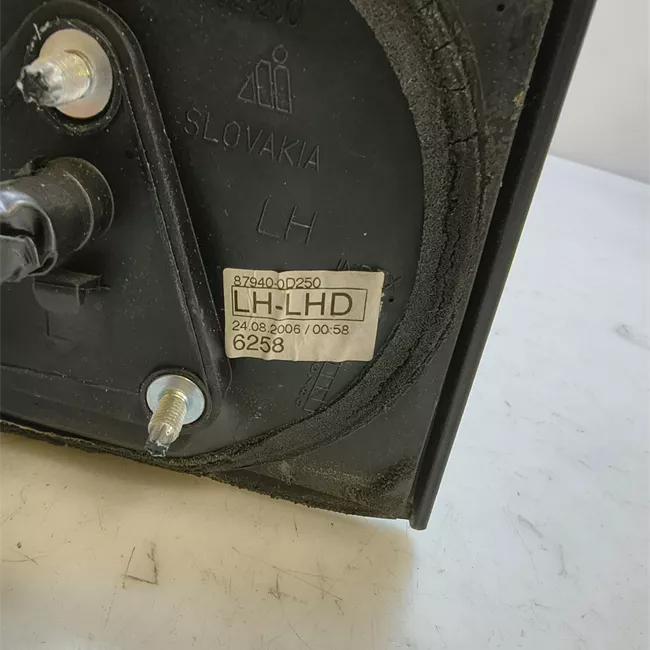 SLOVAKIA
LH
87940-0D250
LH-LHD
24.08.2006 / 00:58
6258